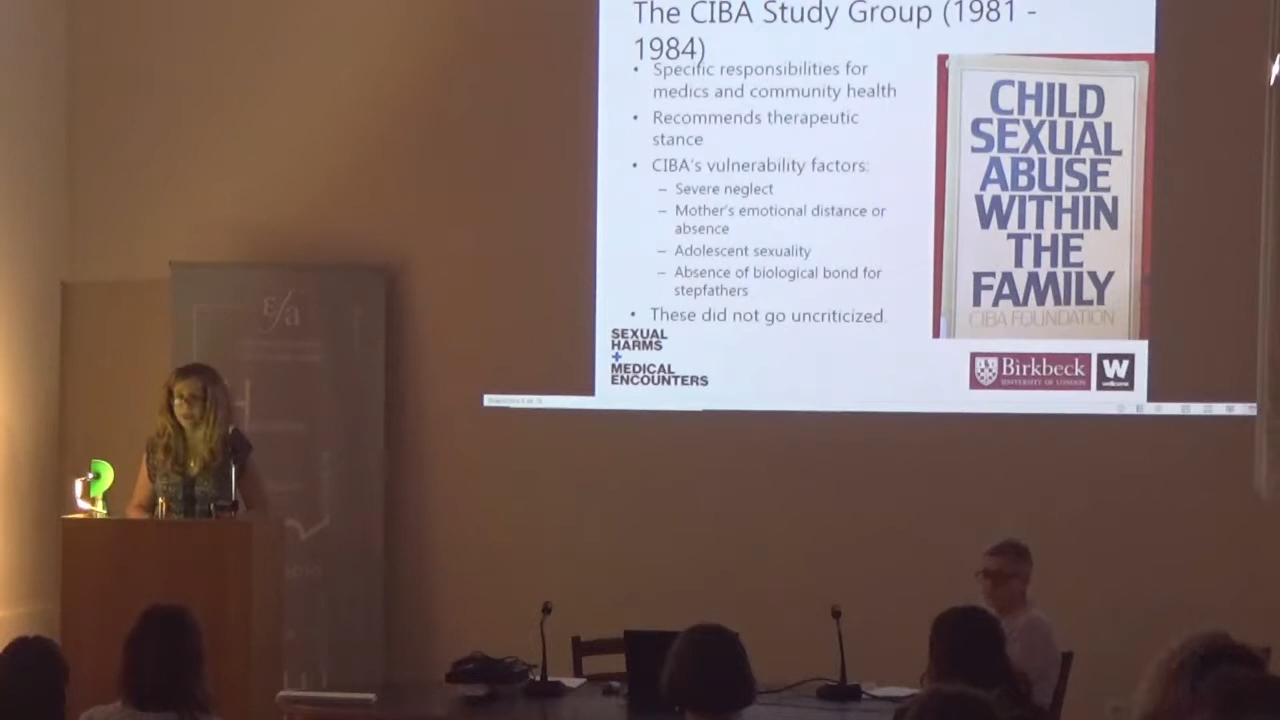 The CIBA Study Group (1981 -
1984)
• Specific responsibilities for
medics and community health
• Recommends therapeutic
stance
• CIBA's vulnerability factors:
– Severe neglect
– Mother's emotional distance or
absence
– Adolescent sexuality
– Absence of biological bond for
stepfathers
• These did not go uncriticized.
CHILD
SEXUAL
ABUSE
WITHIN
THE
FAMILY
CIBA FOUNDATION
SEXUAL
HARMS
+
MEDICAL
ENCOUNTERS
Birkbeck
UNIVERSITY OF LONDON
W
wellcome
ε/a